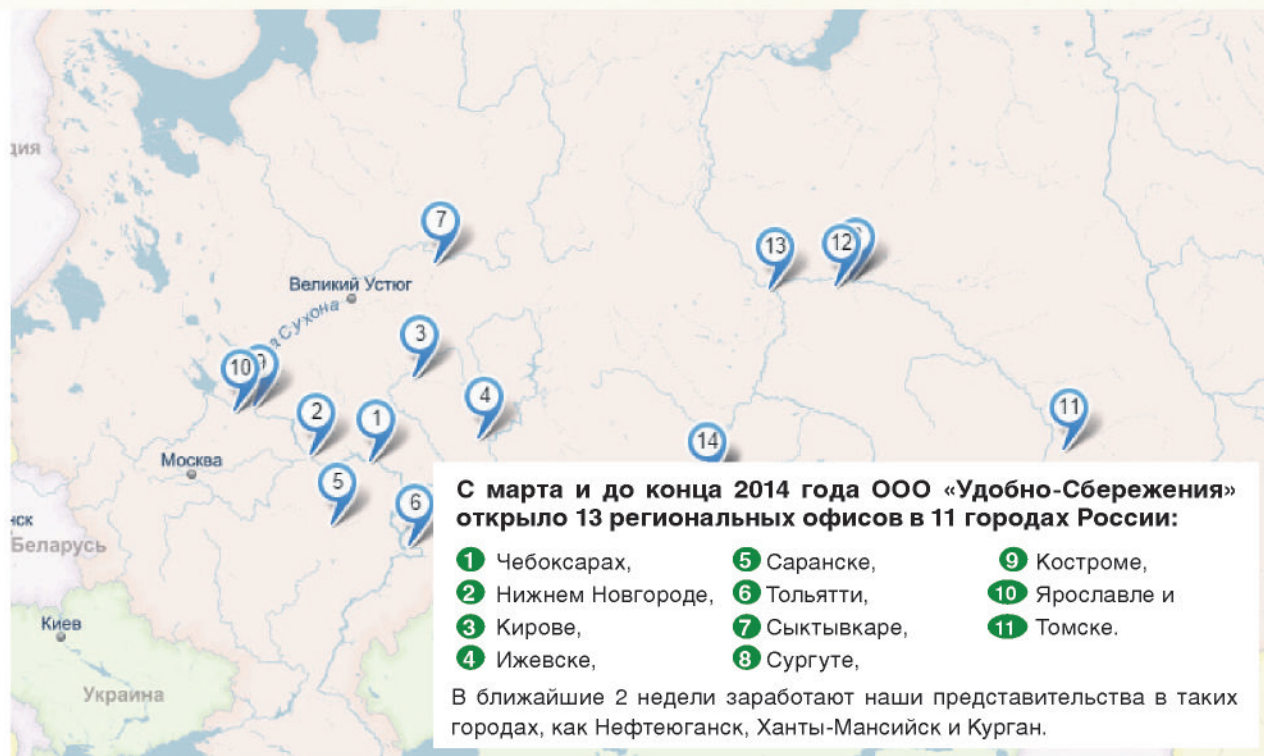 дия
7
13
12
Великий Устюг
Сухона
3
10
9
4
2
1
11
14
Москва
5
6
нск
Беларусь
Киев
Украина
С марта и до конца 2014 года ООО «Удобно-Сбережения»
открыло 13 региональных офисов в 11 городах России:
1 Чебоксарах,
2 Нижнем Новгороде,
3 Кирове,
4 Ижевске,
5 Саранске,
6 Тольятти,
7 Сыктывкаре,
8 Сургуте,
9 Костроме,
10 Ярославле и
11 Томске.
В ближайшие 2 недели заработают наши представительства в таких
городах, как Нефтеюганск, Ханты-Мансийск и Курган.